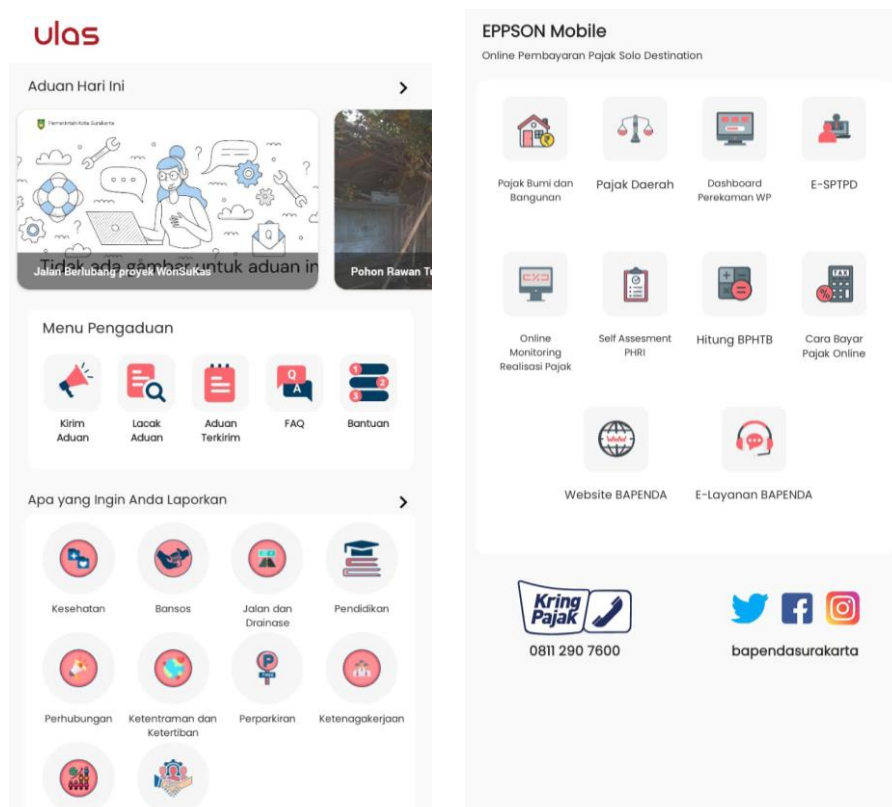 ulas
Aduan Hari Ini
Pemerintah Kota Surakarta
Tidak ada gambar untuk aduan in
Jalan Berlubang proyek WonSuKas
Pohon Rawan Tu
Menu Pengaduan
Q
A
1
2
3
Kirim
Aduan
Lacak
Aduan
Aduan
Terkirim
FAQ
Bantuan
Apa yang Ingin Anda Laporkan
Kesehatan
Bansos
Jalan dan
Drainase
Pendidikan
P
Perhubungan
Ketentraman dan
Ketertiban
Perparkiran
Ketenagakerjaan
EPPSON Mobile
Online Pembayaran Pajak Solo Destination
Pajak Bumi dan
Bangunan
Pajak Daerah
Dashboard
Perekaman WP
E-SPTPD
TAX
Online
Monitoring
Realisasi Pajak
Self Assesment
PHRI
Hitung BPHTB
Cara Bayar
Pajak Online
Website BAPENDA
E-Layanan BAPENDA
Kring
Pajak
0811 290 7600
bapendasurakarta